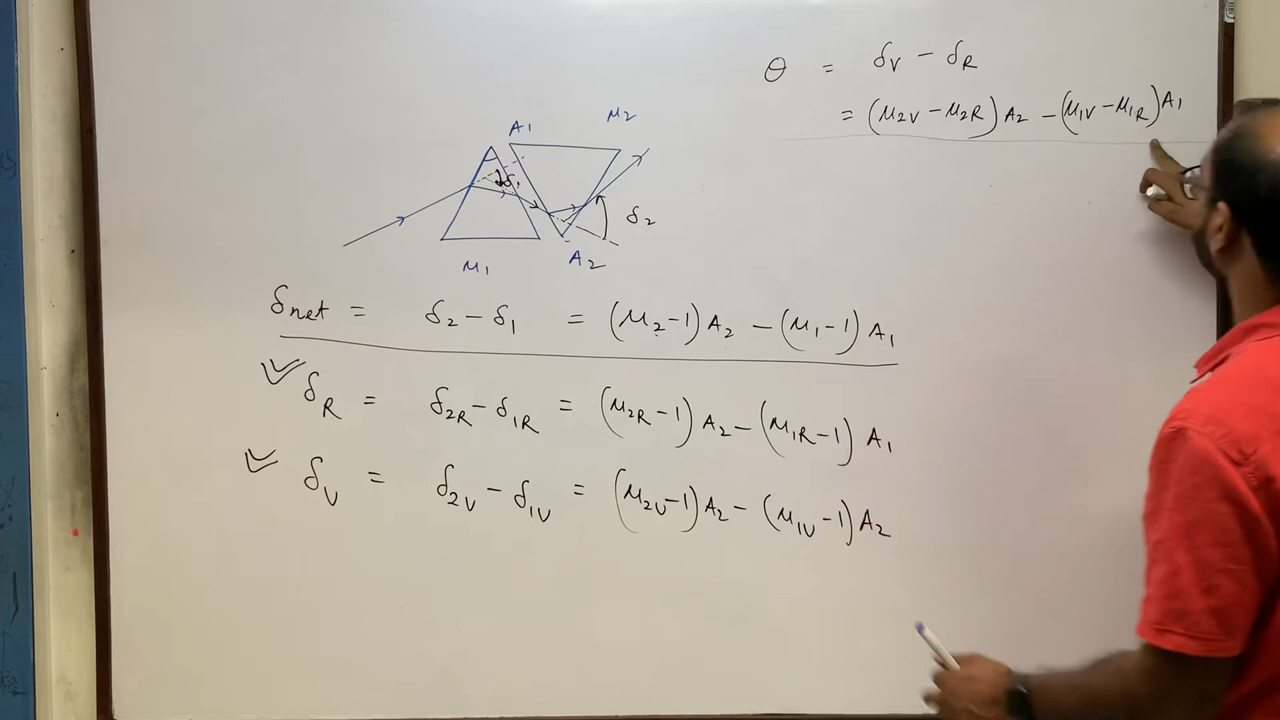 θ = δV − δR
= (μ2V − μ2R) A2 − (μ1V − μ1R) A1
A1 μ2
δ1
δ2
μ1 A2
δnet = δ2 − δ1 = (μ2 − 1) A2 − (μ1 − 1) A1
δR = δ2R − δ1R = (μ2R − 1) A2 − (μ1R − 1) A1
δV = δ2V − δ1V = (μ2V − 1) A2 − (μ1V − 1) A2